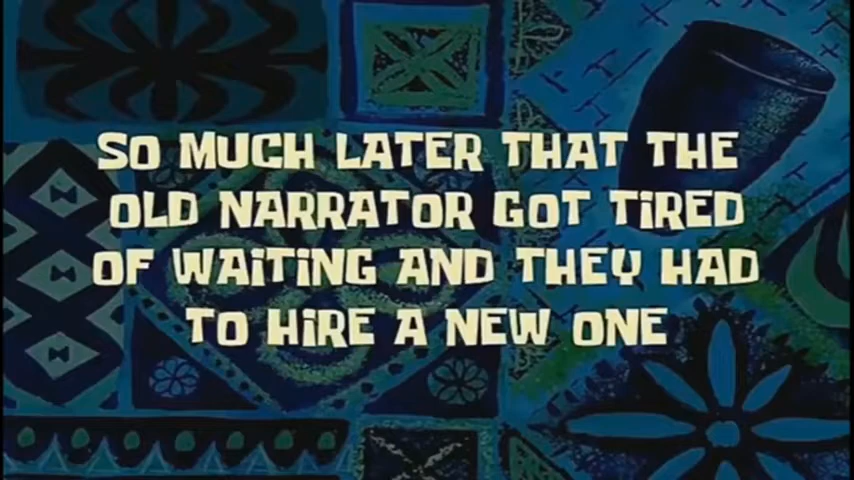 SO MUCH LATER THAT THE
OLD NARRATOR GOT TIRED
OF WAITING AND THEY HAD
TO HIRE A NEW ONE